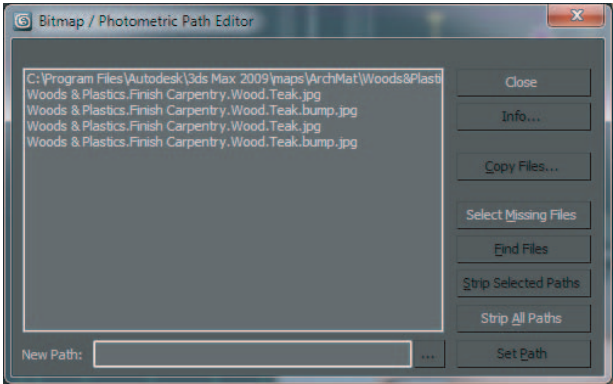 Bitmap / Photometric Path Editor
C:\Program Files\Autodesk\3ds Max 2009\maps\ArchMat\Woods&Plasti
Woods & Plastics.Finish Carpentry.Wood.Teak.jpg
Woods & Plastics.Finish Carpentry.Wood.Teak.bump.jpg
Woods & Plastics.Finish Carpentry.Wood.Teak.jpg
Woods & Plastics.Finish Carpentry.Wood.Teak.bump.jpg
Close
Info...
Copy Files...
Select Missing Files
Find Files
Strip Selected Paths
Strip All Paths
New Path:
...
Set Path